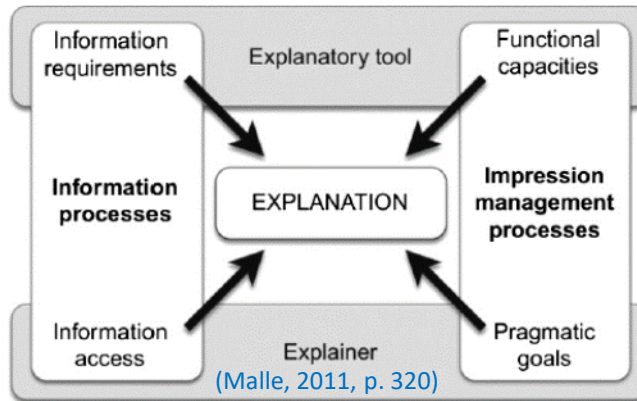 Information
requirements
Explanatory tool
Functional
capacities
Information
processes
EXPLANATION
Impression
management
processes
Information
access
Explainer
(Malle, 2011, p. 320)
Pragmatic
goals